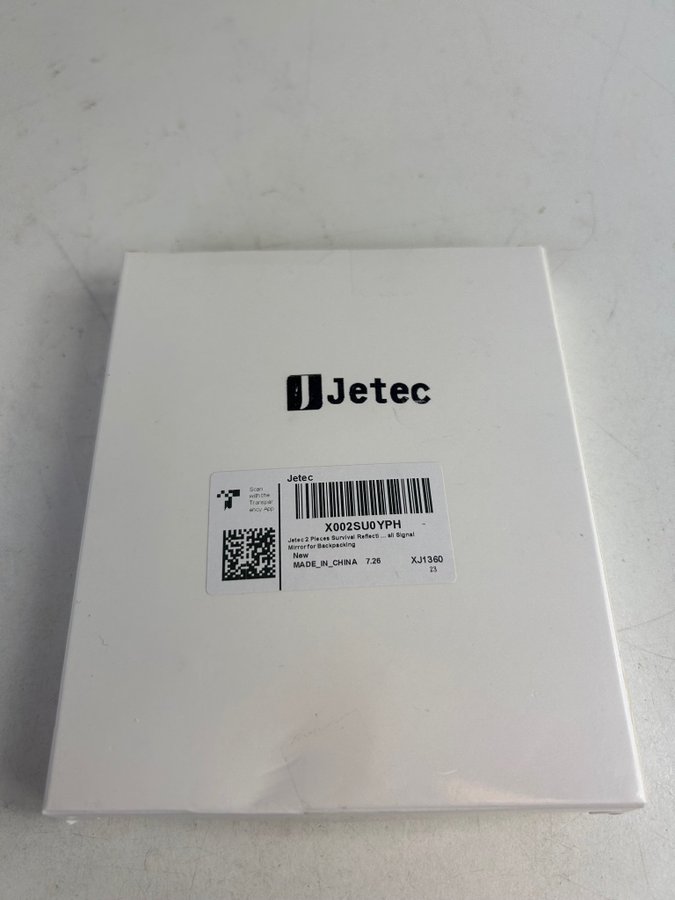 Jetec
Scan
with the
Transpar
ency App
Jetec
X002SU0YPH
Jetec 2 Pieces Survival Reflecti ... all Signal
Mirror for Backpacking
New
MADE_IN_CHINA 7.26 XJ1360
23